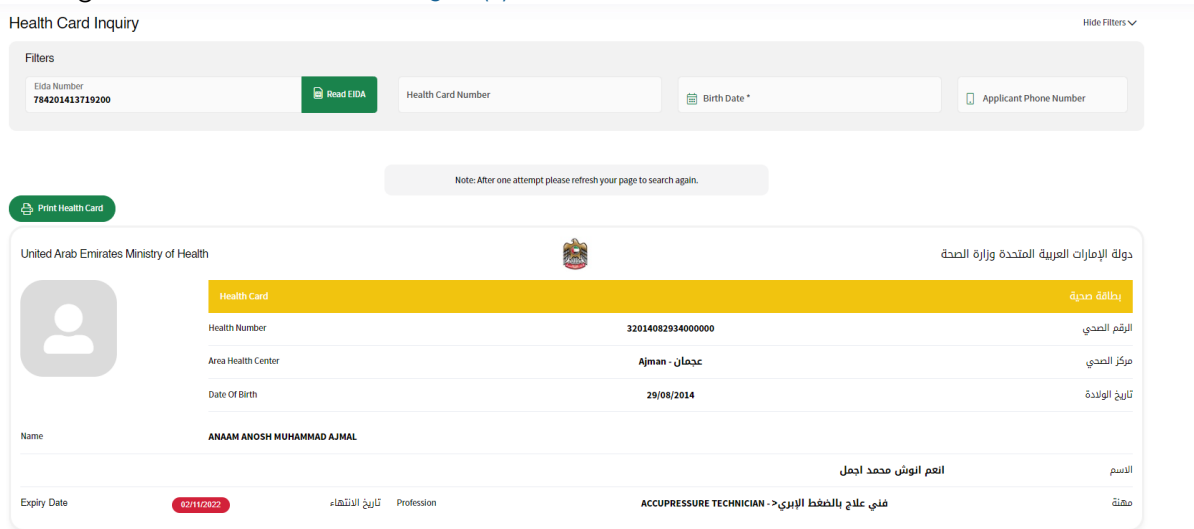 Health Card Inquiry
Hide Filters
Filters
Eida Number
784201413719200
Read EIDA
Health Card Number
Birth Date *
Applicant Phone Number
Note: After one attempt please refresh your page to search again.
Print Health Card
United Arab Emirates Ministry of Health
دولة الإمارات العربية المتحدة وزارة الصحة
Health Card
بطاقة صحية
Health Number 32014082934000000 الرقم الصحي
Area Health Center Ajman - عجمان مركز الصحي
Date Of Birth 29/08/2014 تاريخ الولادة
Name ANAAM ANOSH MUHAMMAD AJMAL
انعم انوش محمد اجمل الاسم
Expiry Date 02/11/2022 تاريخ الانتهاء Profession ACCUPRESSURE TECHNICIAN - >فني علاج بالضغط الإبري مهنة